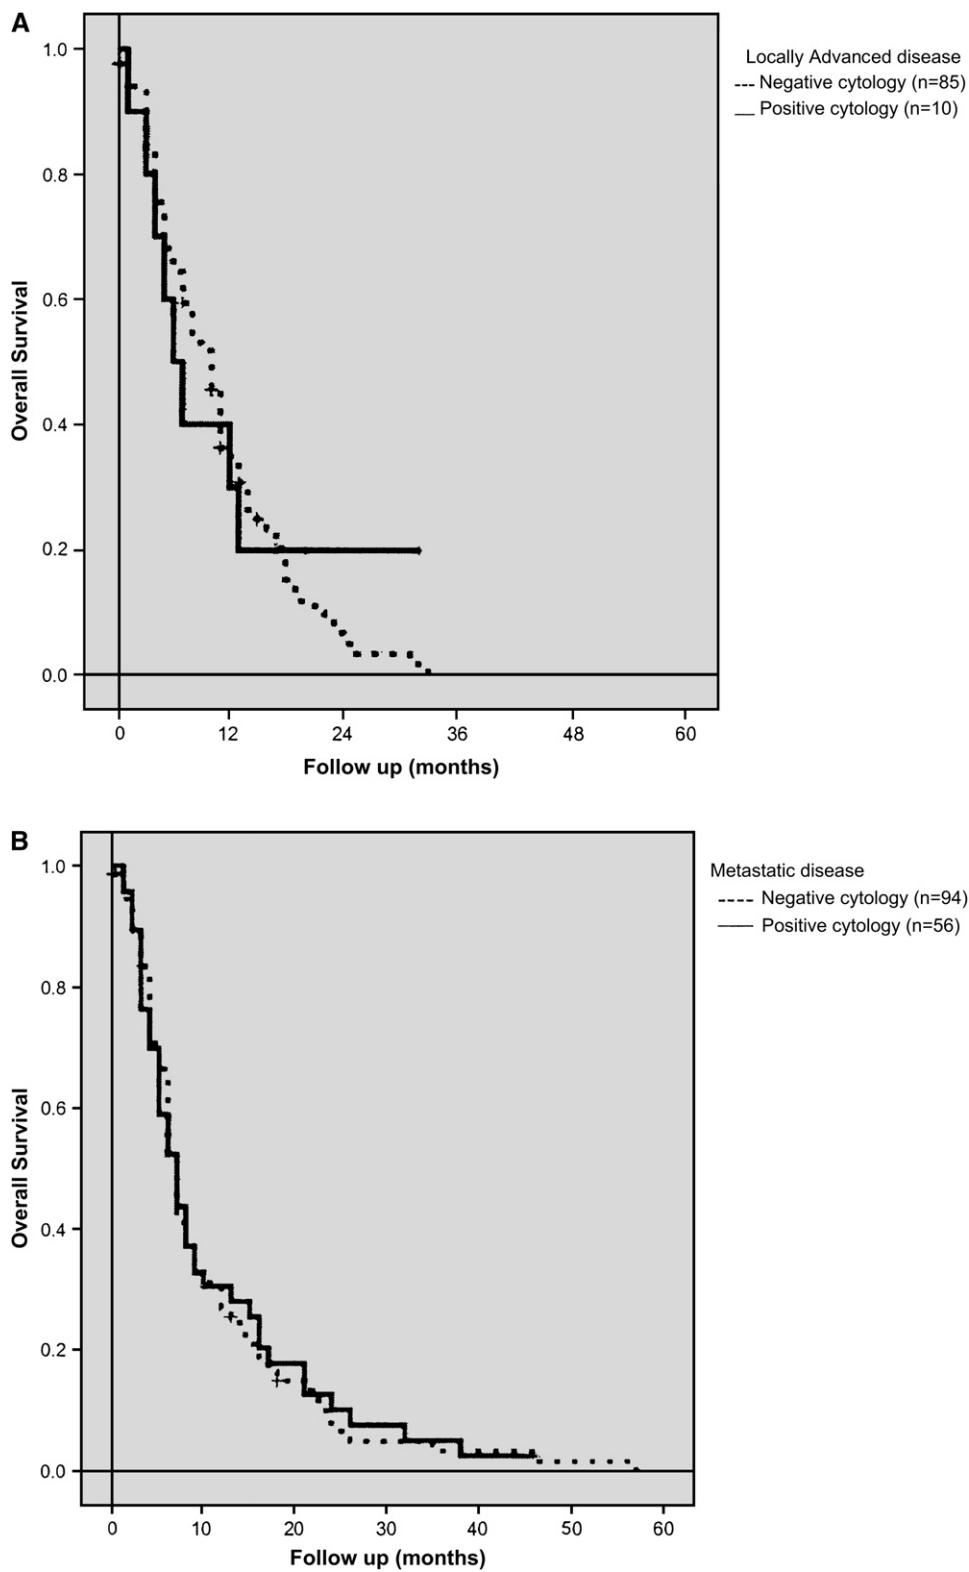 A
1.0
0.8
0.6
0.4
0.2
0.0
Overall Survival
0 12 24 36 48 60
Follow up (months)
Locally Advanced disease
Negative cytology (n=85)
Positive cytology (n=10)
B
1.0
0.8
0.6
0.4
0.2
0.0
Overall Survival
0 10 20 30 40 50 60
Follow up (months)
Metastatic disease
Negative cytology (n=94)
Positive cytology (n=56)